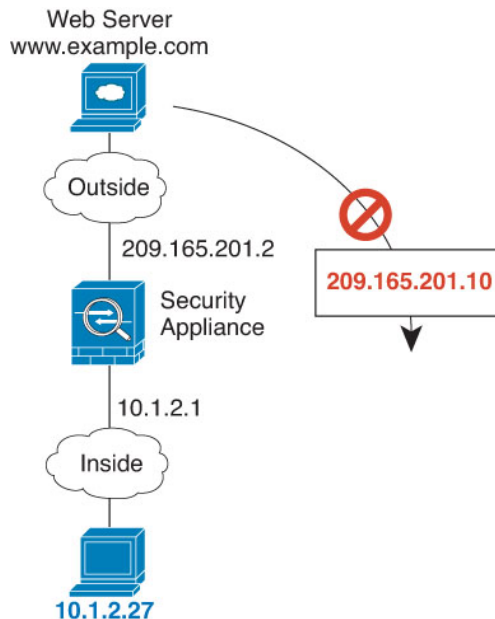 Web Server
www.example.com
Outside
209.165.201.2
209.165.201.10
Security
Appliance
10.1.2.1
Inside
10.1.2.27